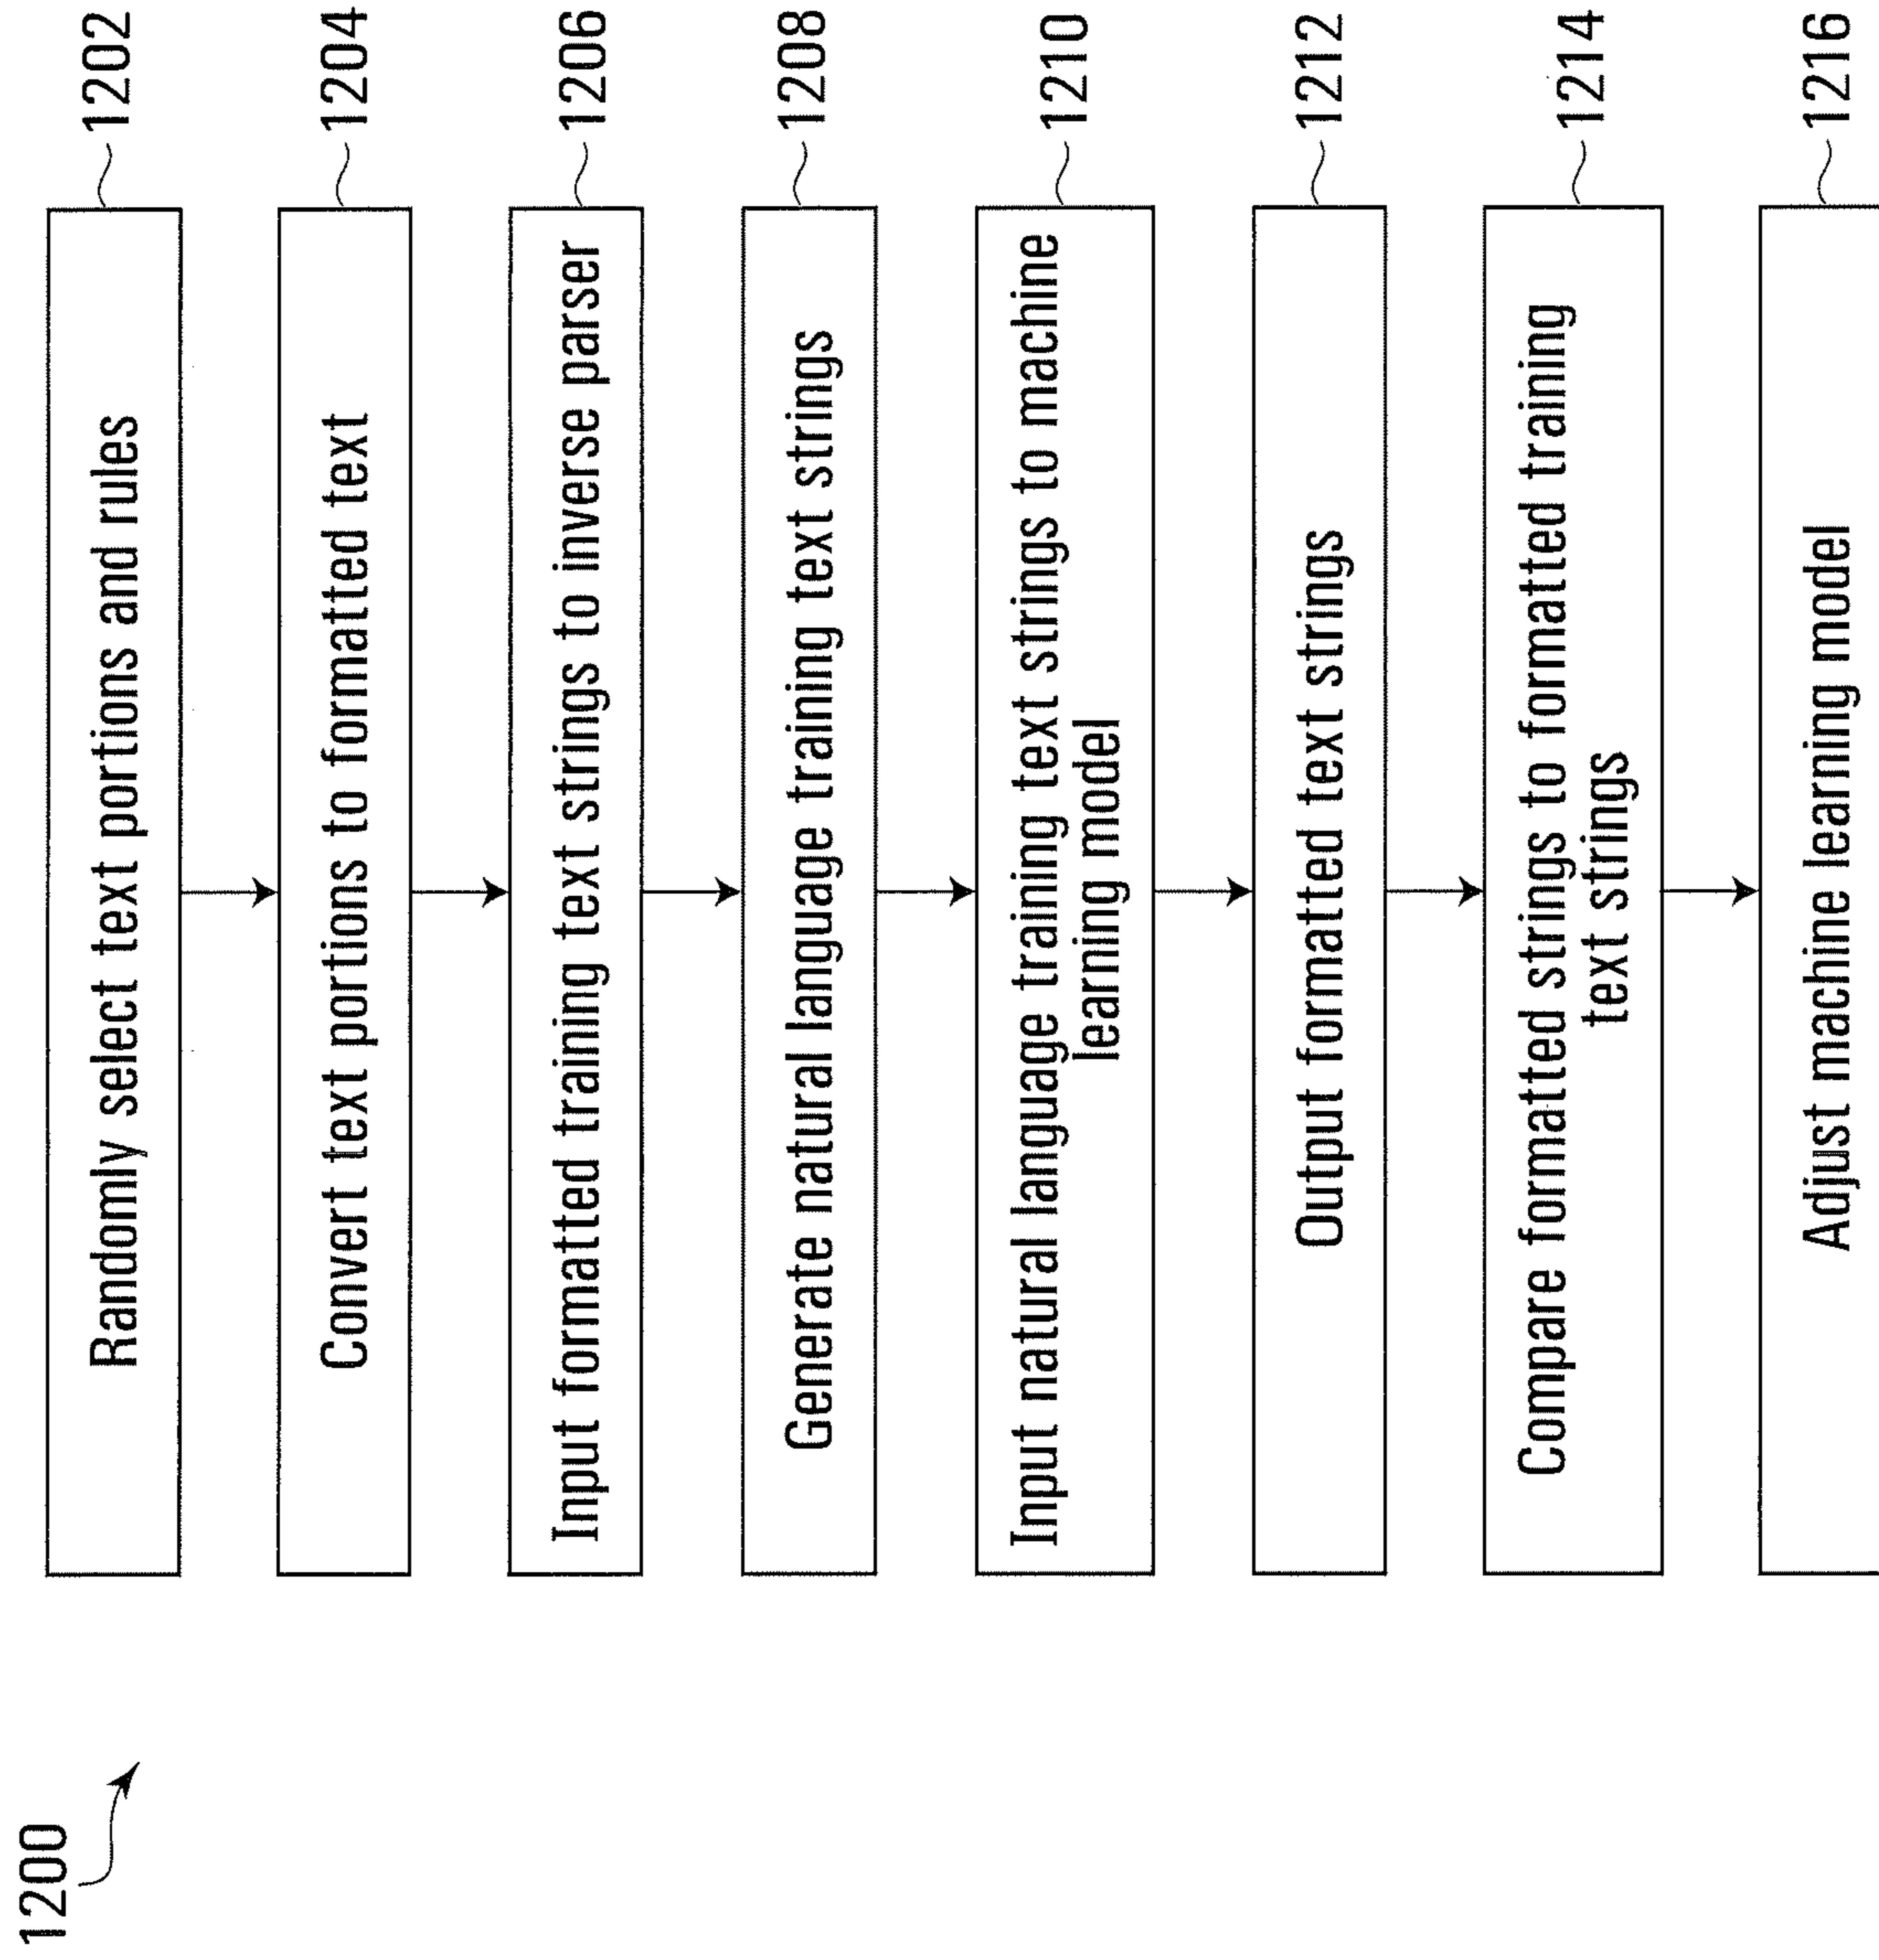 1200
Randomly select text portions and rules
1202
Convert text portions to formatted text
1204
Input formatted training text strings to inverse parser
1206
Generate natural language training text strings
1208
Input natural language training text strings to machine
learning model
1210
Output formatted text strings
1212
Compare formatted strings to formatted training
text strings
1214
Adjust machine learning model
1216